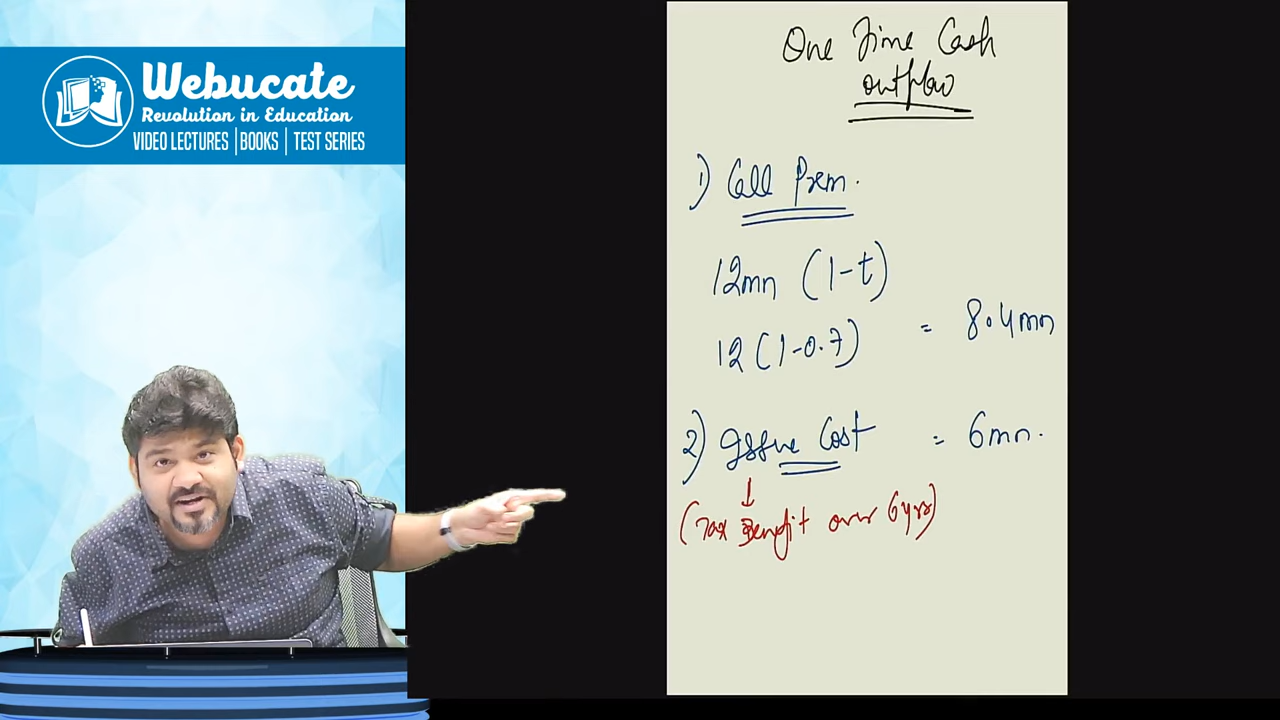 Webucate
Revolution in Education
VIDEO LECTURES | BOOKS | TEST SERIES
One Time Cash
outflow
1) Call Prem.
12mn (1-t)
12 (1-0.7) = 8.4mn
2) Issue Cost = 6mn.
(Tax Benefit over 6yrs)